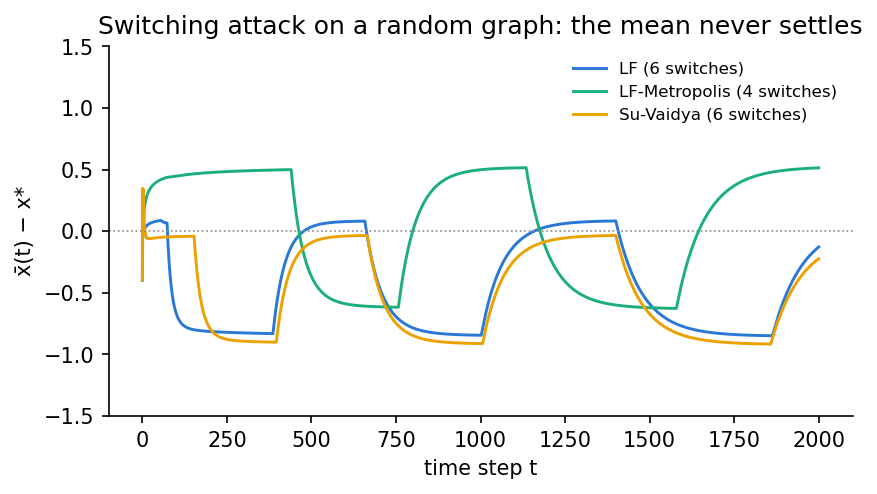 Switching attack on a random graph: the mean never settles
LF (6 switches)
LF-Metropolis (4 switches)
Su-Vaidya (6 switches)
x̄(t) − x*
1.5
1.0
0.5
0.0
−0.5
−1.0
−1.5
0 250 500 750 1000 1250 1500 1750 2000
time step t